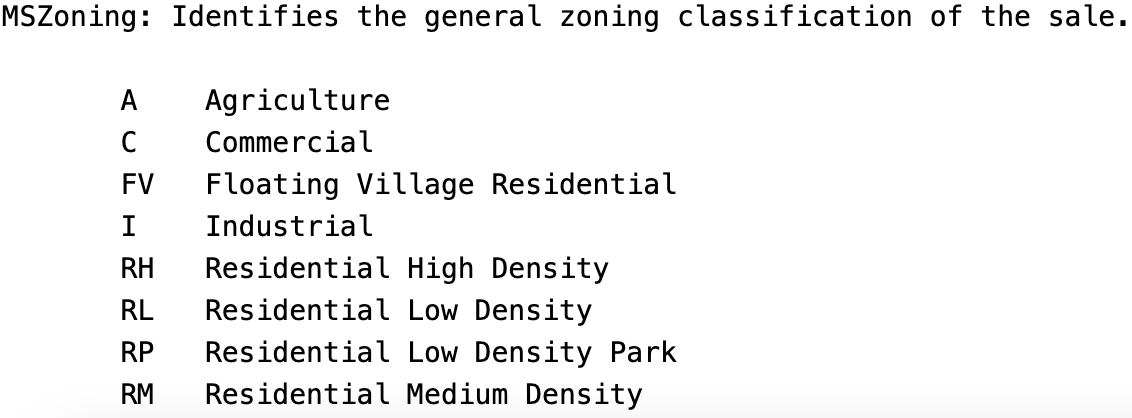 MSZoning: Identifies the general zoning classification of the sale.
A Agriculture
C Commercial
FV Floating Village Residential
I Industrial
RH Residential High Density
RL Residential Low Density
RP Residential Low Density Park
RM Residential Medium Density